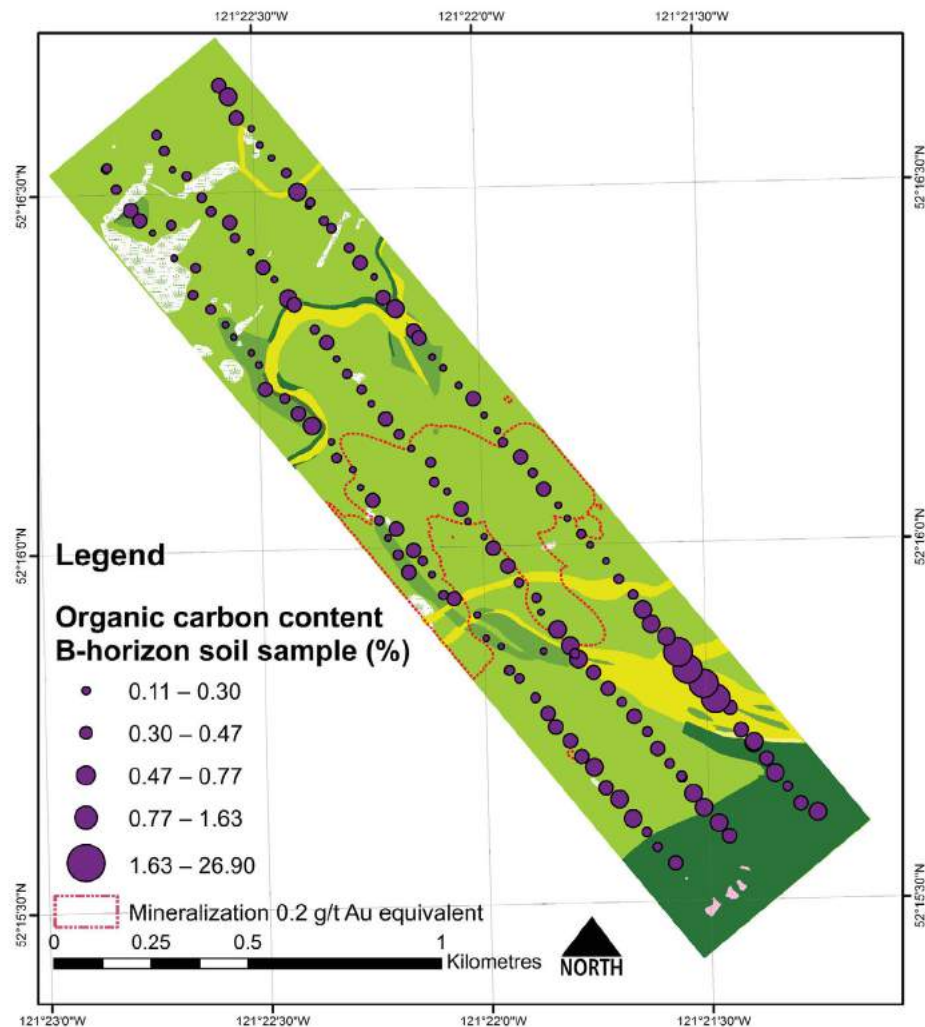 121°22'30"W 121°22'0"W 121°21'30"W
52°16'30"N 52°16'30"N
52°16'0"N 52°16'0"N
Legend
Organic carbon content
B-horizon soil sample (%)
0.11 – 0.30
0.30 – 0.47
0.47 – 0.77
0.77 – 1.63
1.63 – 26.90
Mineralization 0.2 g/t Au equivalent
52°15'30"N 52°15'30"N
0 0.25 0.5 1
Kilometres
NORTH
121°23'0"W 121°22'30"W 121°22'0"W 121°21'30"W